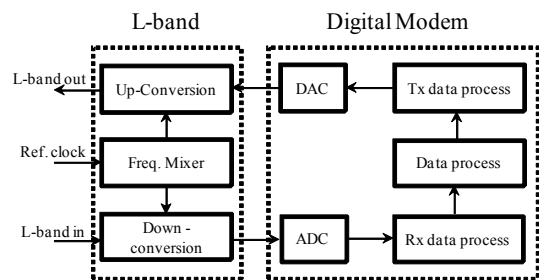 L-band
Digital Modem
L-band out
Up-Conversion
DAC
Tx data process
Ref. clock
Freq. Mixer
Data process
L-band in
Down -
conversion
ADC
Rx data process